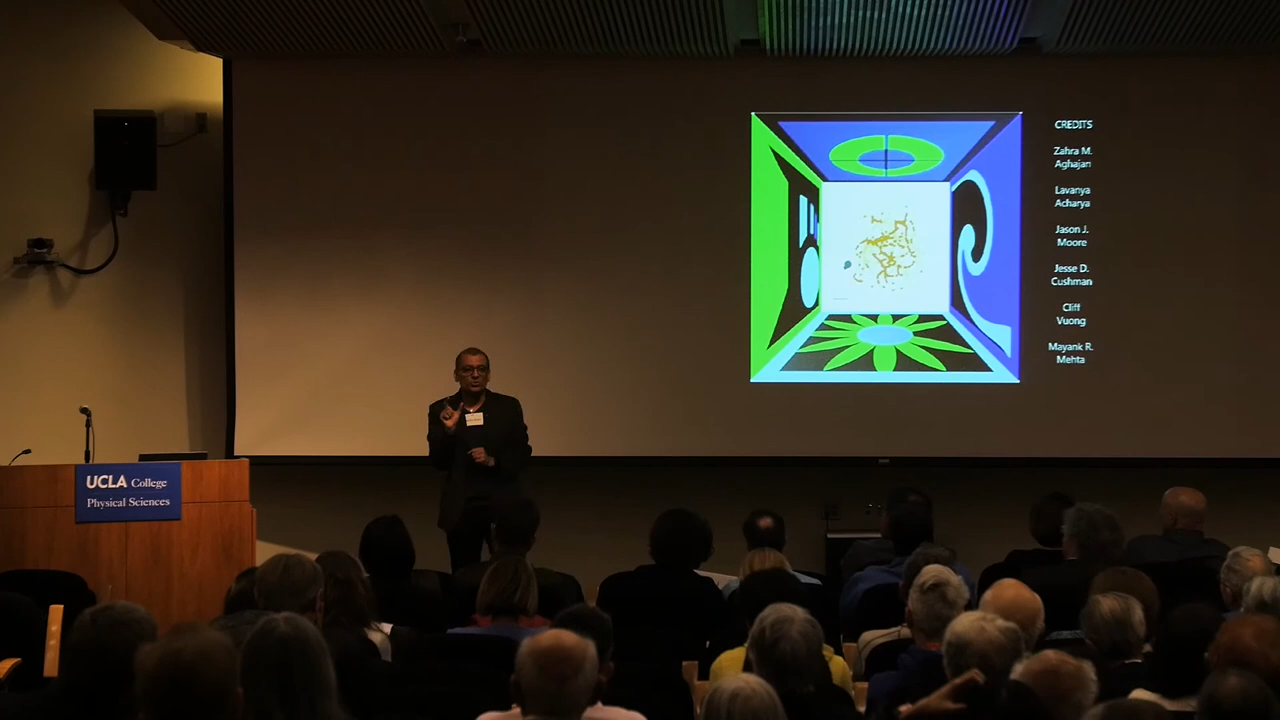 UCLA College
Physical Sciences
CREDITS
Zahra M.
Aghajan
Lavanya
Acharya
Jason J.
Moore
Jesse D.
Cushman
Cliff
Vuong
Mayank R.
Mehta